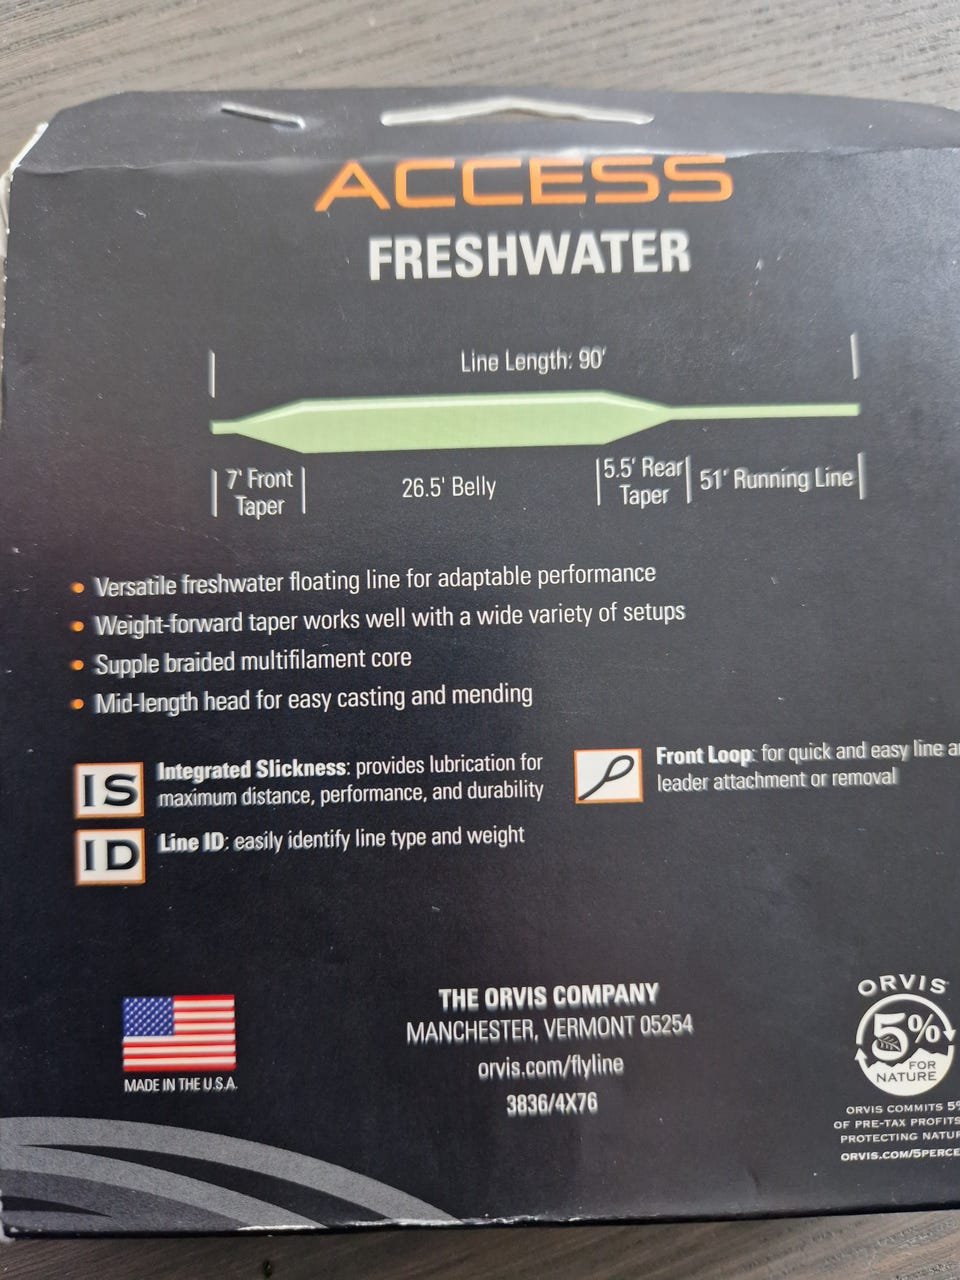 ACCESS
FRESHWATER
Line Length: 90'
7' Front
Taper
26.5' Belly
5.5' Rear
Taper
51' Running Line
• Versatile freshwater floating line for adaptable performance
• Weight-forward taper works well with a wide variety of setups
• Supple braided multifilament core
• Mid-length head for easy casting and mending
IS
Integrated Slickness: provides lubrication for
maximum distance, performance, and durability
Front Loop: for quick and easy line
leader attachment or removal
ID
Line ID: easily identify line type and weight
MADE IN THE U.S.A.
THE ORVIS COMPANY
MANCHESTER, VERMONT 05254
orvis.com/flyline
3836/4X76
ORVIS
5%
FOR
NATURE
ORVIS COMMITS 5%
OF PRE-TAX PROFITS
PROTECTING